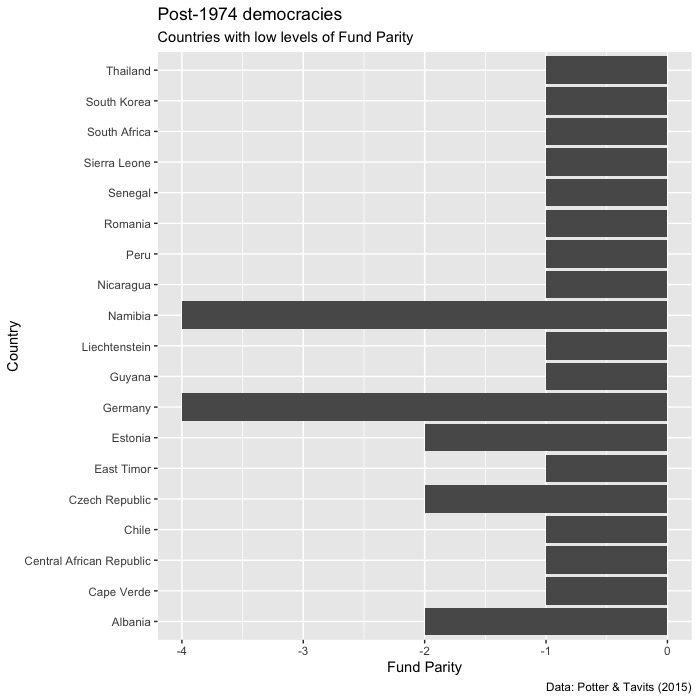 Post-1974 democracies
Countries with low levels of Fund Parity
Thailand
South Korea
South Africa
Sierra Leone
Senegal
Romania
Peru
Nicaragua
Namibia
Liechtenstein
Guyana
Germany
Estonia
East Timor
Czech Republic
Chile
Central African Republic
Cape Verde
Albania
Country
-4 -3 -2 -1 0
Fund Parity
Data: Potter & Tavits (2015)